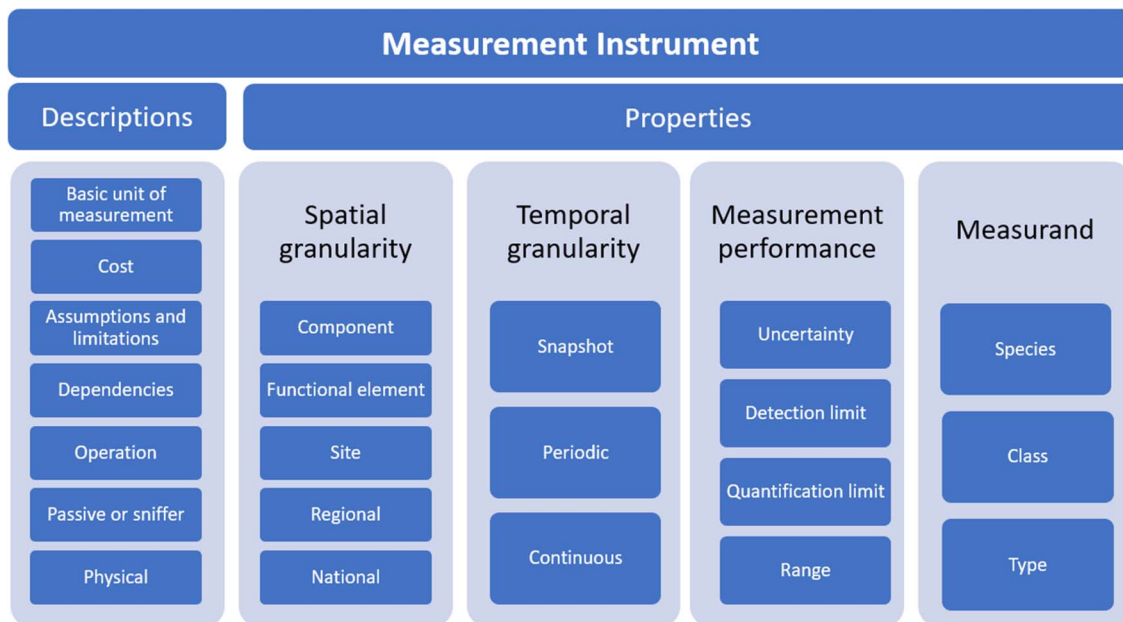 Measurement Instrument
Descriptions
Properties
Basic unit of
measurement
Cost
Assumptions and
limitations
Dependencies
Operation
Passive or sniffer
Physical
Spatial
granularity
Component
Functional element
Site
Regional
National
Temporal
granularity
Snapshot
Periodic
Continuous
Measurement
performance
Uncertainty
Detection limit
Quantification limit
Range
Measurand
Species
Class
Type